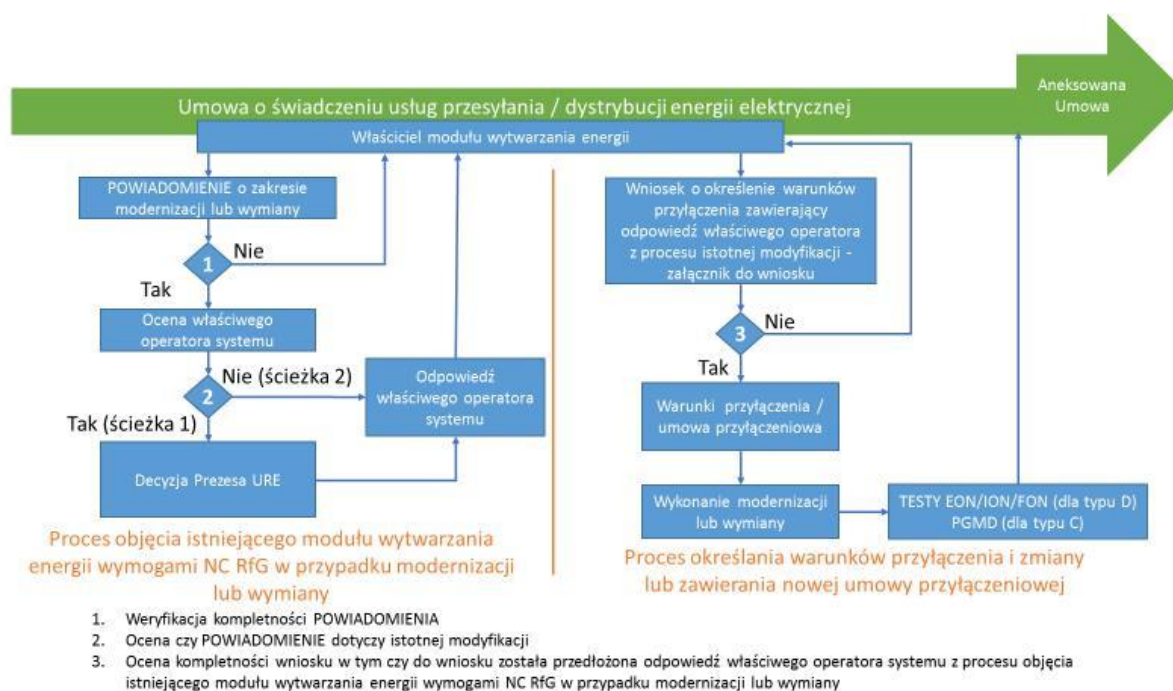 Aneksowana
Umowa
Umowa o świadczeniu usług przesyłania / dystrybucji energii elektrycznej
Właściciel modułu wytwarzania energii
POWIADOMIENIE o zakresie
modernizacji lub wymiany
1
Nie
Tak
Ocena właściwego
operatora systemu
2
Nie (ścieżka 2)
Tak (ścieżka 1)
Odpowiedź
właściwego operatora
systemu
Decyzja Prezesa URE
Proces objęcia istniejącego modułu wytwarzania
energii wymogami NC RfG w przypadku modernizacji
lub wymiany
Wniosek o określenie warunków
przyłączenia zawierający
odpowiedź właściwego operatora
z procesu istotnej modyfikacji -
załącznik do wniosku
3
Nie
Tak
Warunki przyłączenia /
umowa przyłączeniowa
Wykonanie modernizacji
lub wymiany
TESTY EON/ION/FON (dla typu D)
PGMD (dla typu C)
Proces określania warunków przyłączenia i zmiany
lub zawierania nowej umowy przyłączeniowej
1. Weryfikacja kompletności POWIADOMIENIA
2. Ocena czy POWIADOMIENIE dotyczy istotnej modyfikacji
3. Ocena kompletności wniosku w tym czy do wniosku została przedłożona odpowiedź właściwego operatora systemu z procesu objęcia
istniejącego modułu wytwarzania energii wymogami NC RfG w przypadku modernizacji lub wymiany